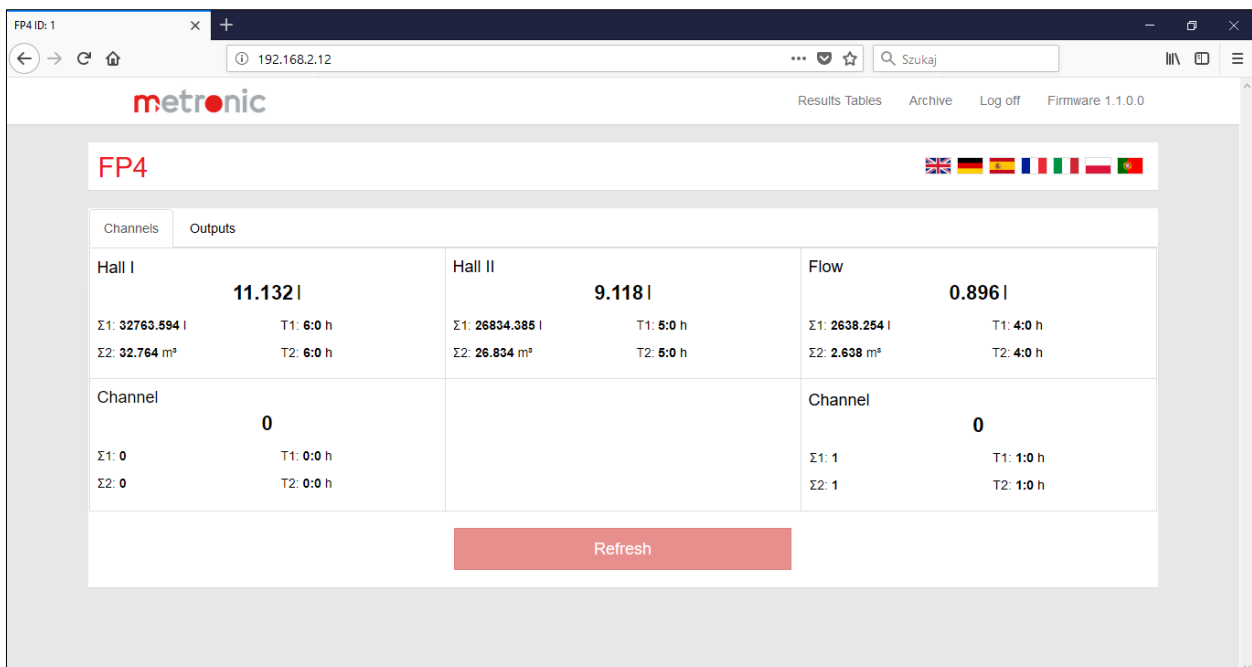 FP4 ID: 1
192.168.2.12
Szukaj
metronic
Results Tables Archive Log off Firmware 1.1.0.0
FP4
Channels Outputs
Hall I
11.132 l
Σ1: 32763.594 l T1: 6:0 h
Σ2: 32.764 m³ T2: 6:0 h
Hall II
9.118 l
Σ1: 26834.385 l T1: 5:0 h
Σ2: 26.834 m³ T2: 5:0 h
Flow
0.896 l
Σ1: 2638.254 l T1: 4:0 h
Σ2: 2.638 m³ T2: 4:0 h
Channel
0
Σ1: 0 T1: 0:0 h
Σ2: 0 T2: 0:0 h
Channel
0
Σ1: 1 T1: 1:0 h
Σ2: 1 T2: 1:0 h
Refresh